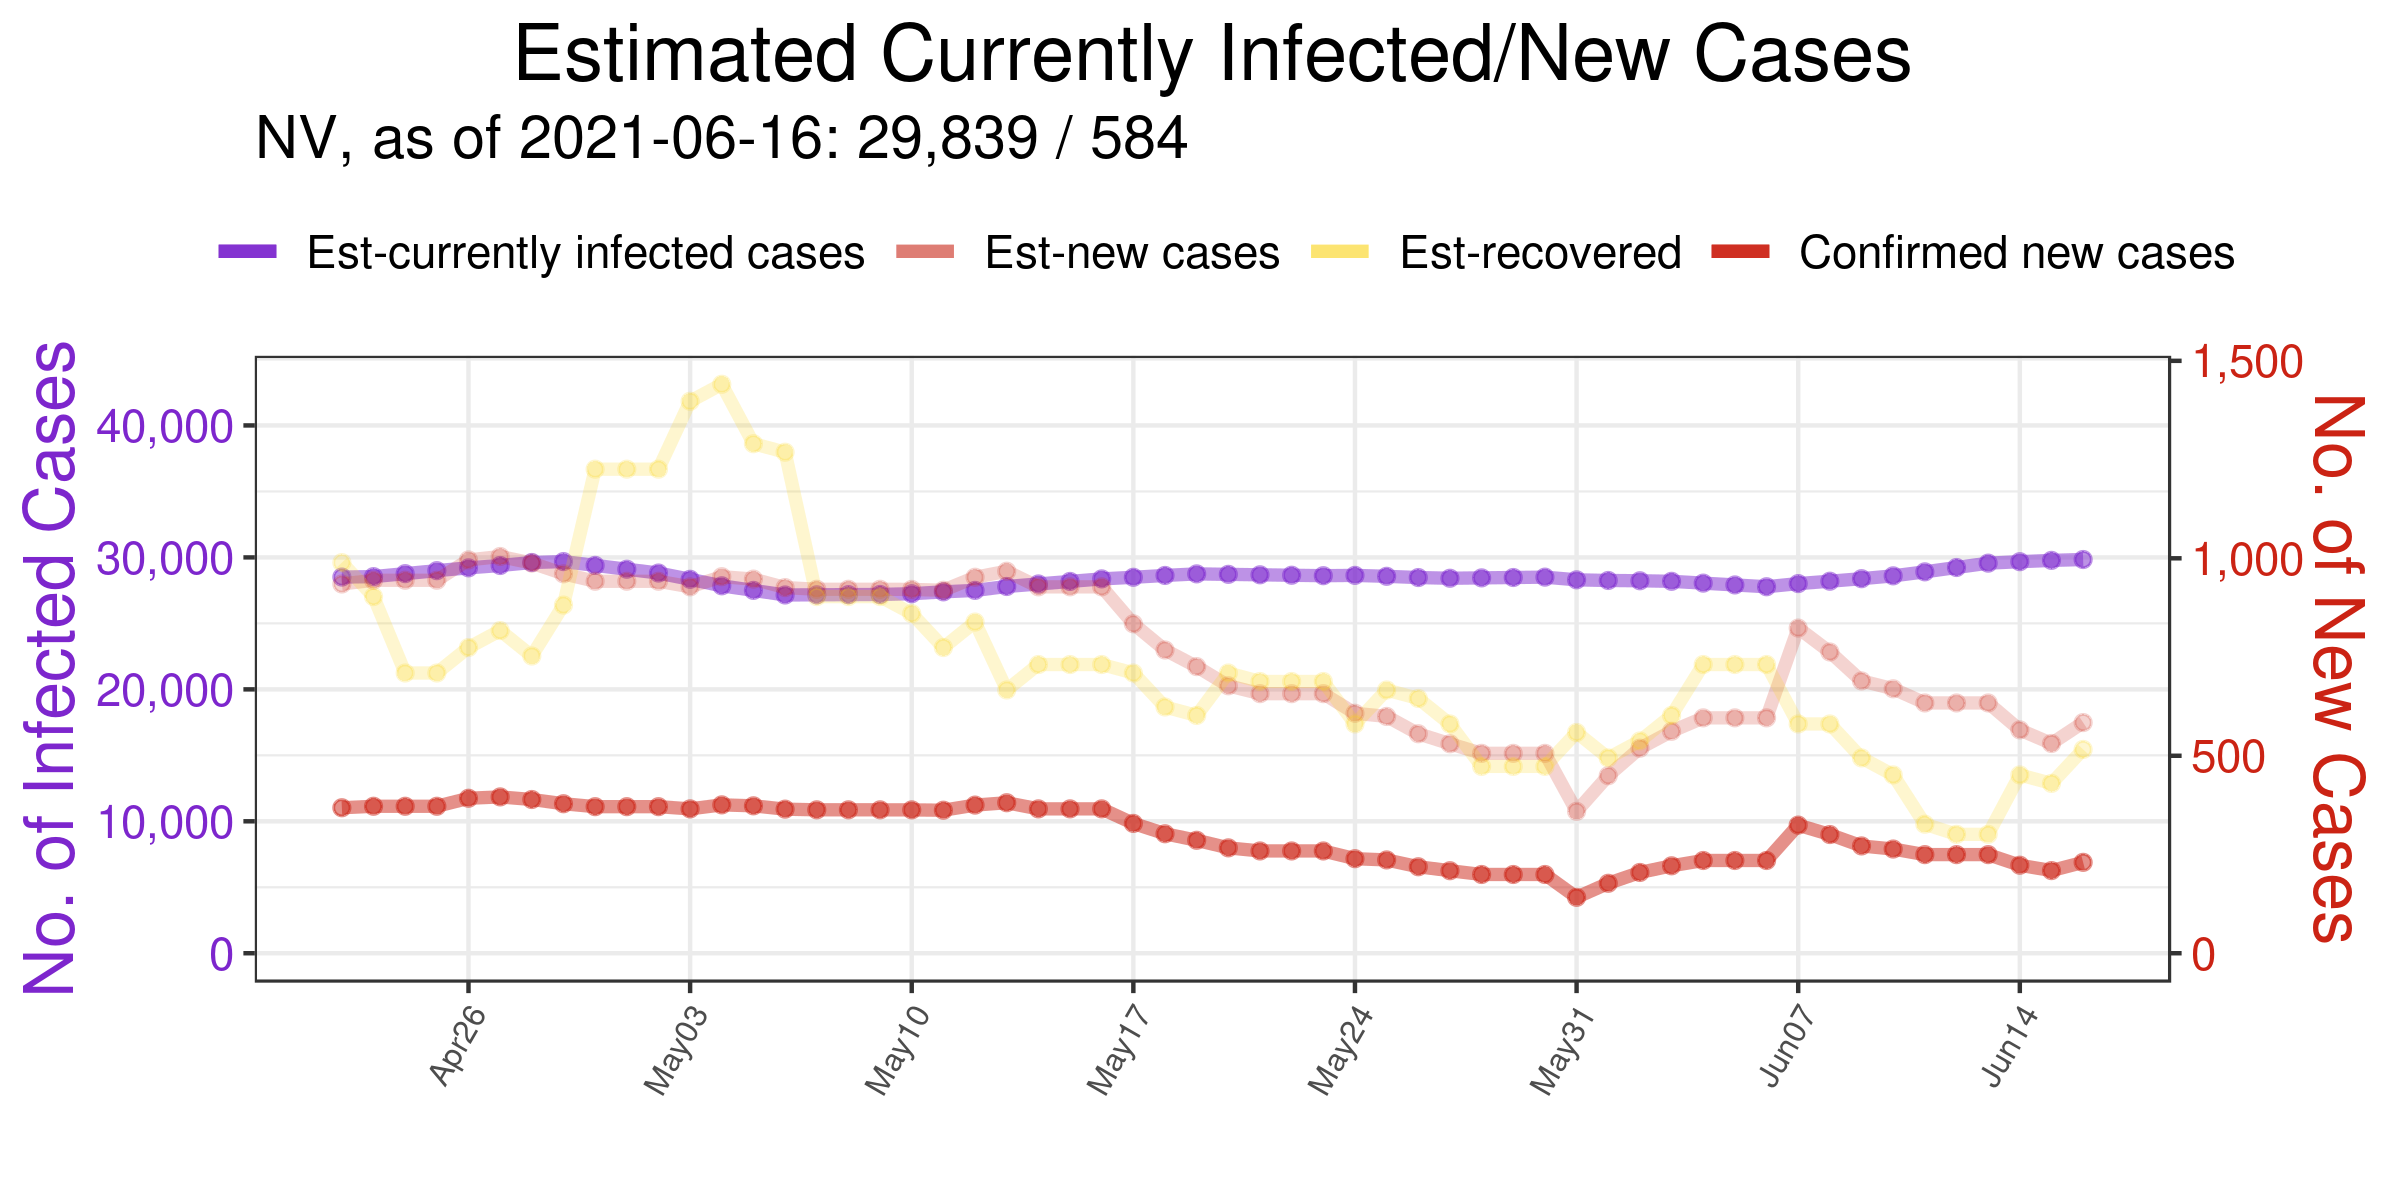 Estimated Currently Infected/New Cases
NV, as of 2021-06-16: 29,839 / 584
Est-currently infected cases
Est-new cases
Est-recovered
Confirmed new cases
No. of Infected Cases
40,000
30,000
20,000
10,000
0
1,500
1,000
500
0
No. of New Cases
Apr26
May03
May10
May17
May24
May31
Jun07
Jun14